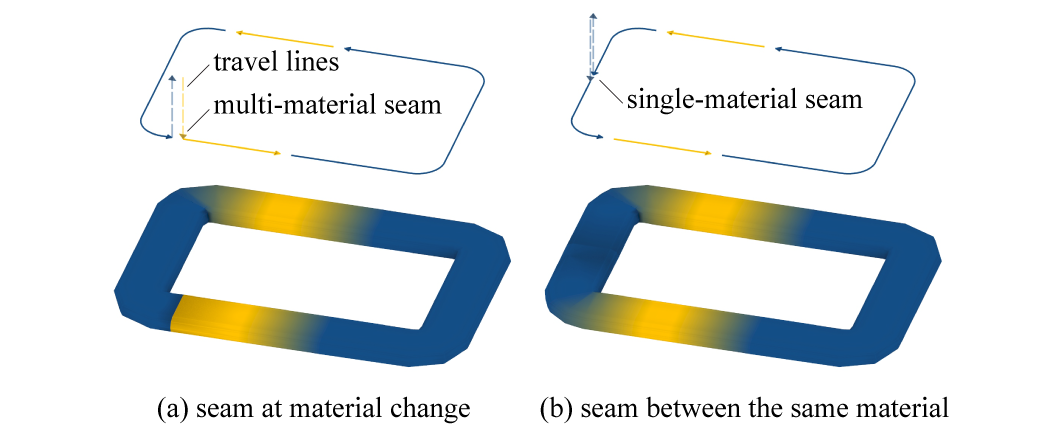 travel lines
multi-material seam
single-material seam
(a) seam at material change
(b) seam between the same material